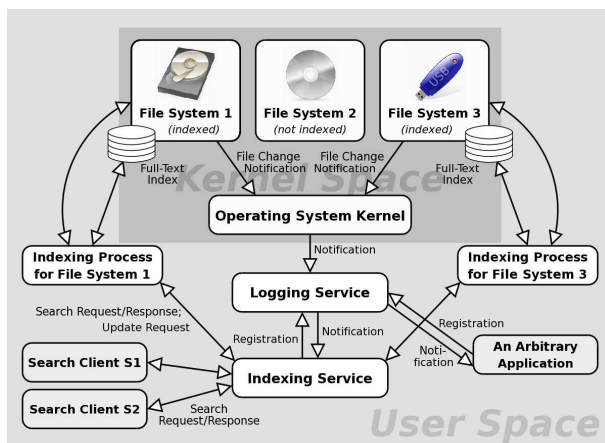 USB
File System 1
(indexed)
File System 2
(not indexed)
File System 3
(indexed)
Full-Text
Index
File Change
Notification
File Change
Notification
Full-Text
Index
Kernel Space
Operating System Kernel
Indexing Process
for File System 1
Notification
Indexing Process
for File System 3
Logging Service
Search Request/Response;
Update Request
Registration
Notification
Registration
Noti-
fication
An Arbitrary
Application
Search Client S1
Indexing Service
Search Client S2
Search
Request/Response
User Space